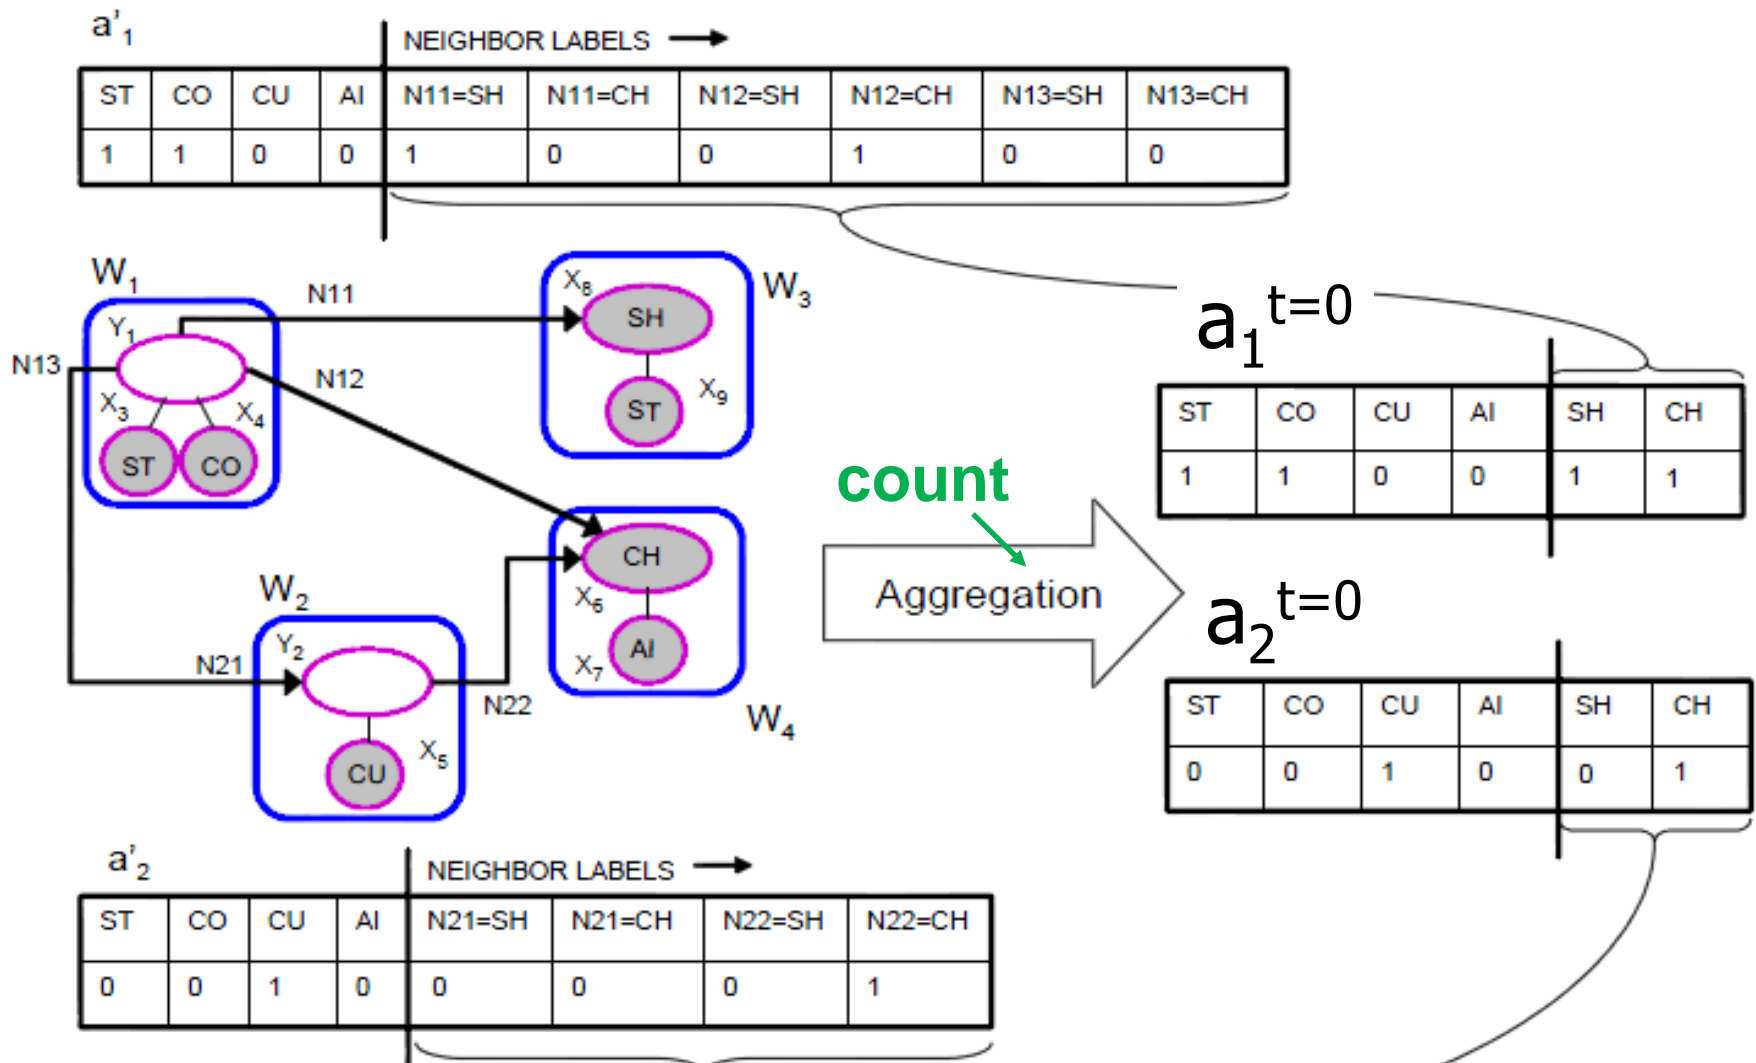 a'1
NEIGHBOR LABELS
ST CO CU AI N11=SH N11=CH N12=SH N12=CH N13=SH N13=CH
1 1 0 0 1 0 0 1 0 0
W1
N11
X8
SH
W3
Y1
N13
N12
X3
X4
ST
CO
ST
X9
a1 t=0
ST CO CU AI SH CH
1 1 0 0 1 1
count
Aggregation
CH
X6
AI
X7
W4
W2
Y2
N21
N22
X5
CU
a2 t=0
ST CO CU AI SH CH
0 0 1 0 0 1
a'2
NEIGHBOR LABELS
ST CO CU AI N21=SH N21=CH N22=SH N22=CH
0 0 1 0 0 0 0 1